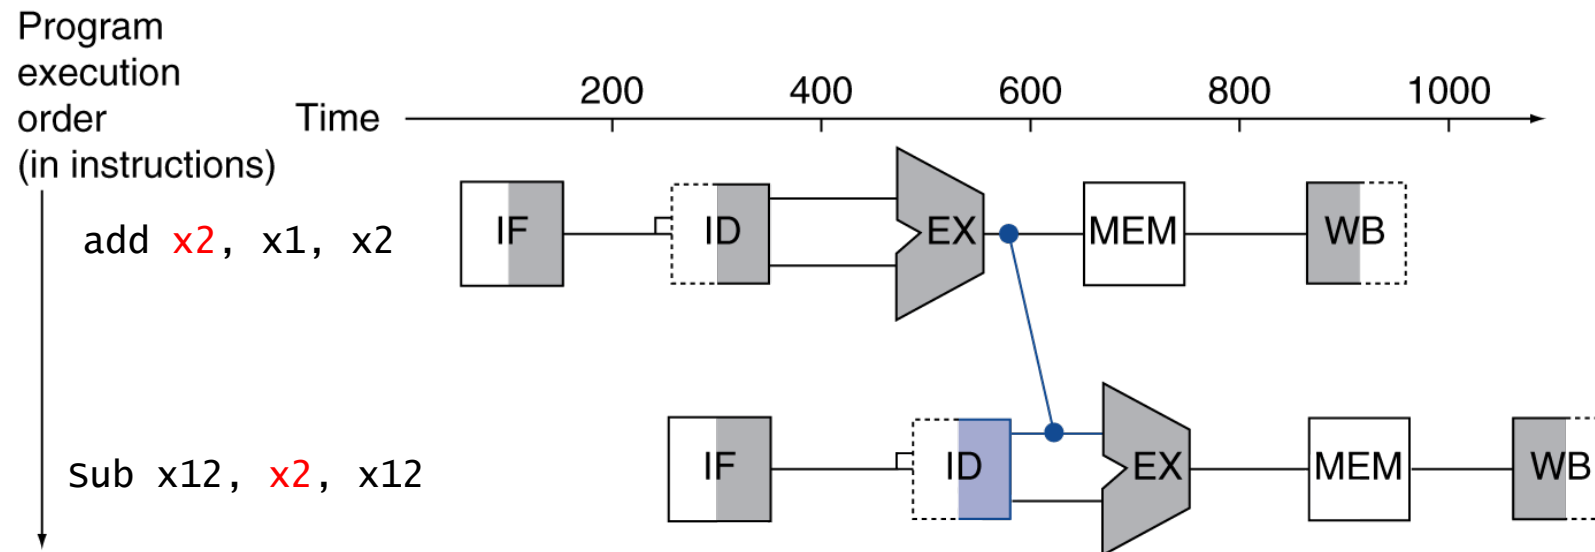 Program
execution
order
(in instructions)
Time
200 400 600 800 1000
add x2, x1, x2
IF ID EX MEM WB
Sub x12, x2, x12
IF ID EX MEM WB